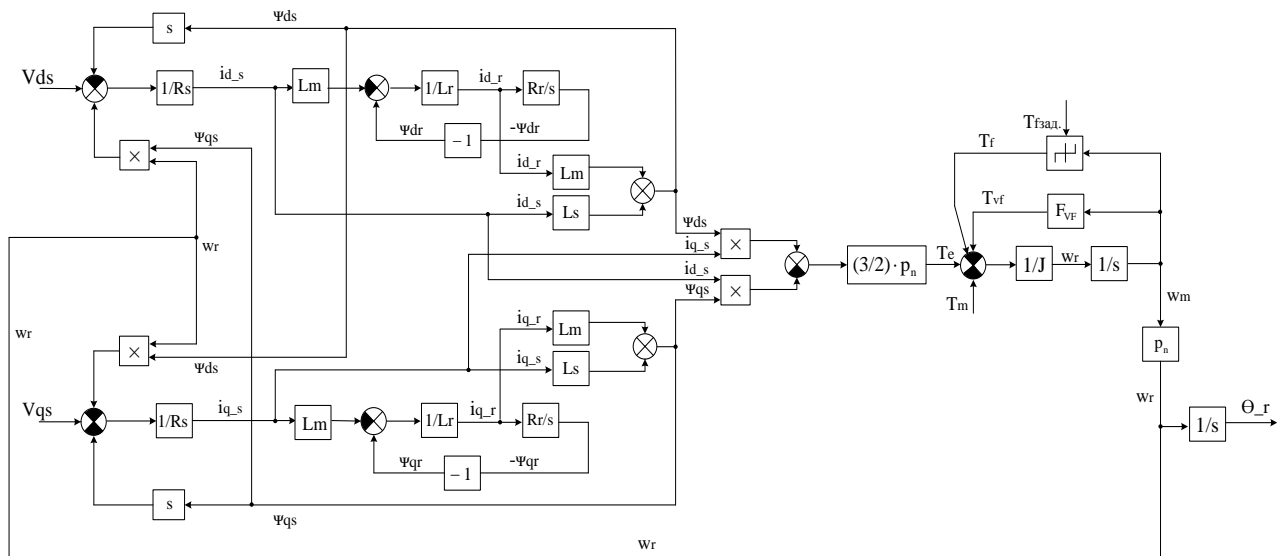 Ψds
s
Vds
1/Rs
id_s
Lm
1/Lr
id_r
Rr/s
Ψdr
– 1
-Ψdr
Ψqs
×
id_r
Lm
id_s
Ls
wr
wr
Ψds
iq_s
×
id_s
Ψqs
×
(3/2)·pn
Te
Tfзад.
Tf
Tvf
FVF
Tm
1/J
wr
1/s
wm
pn
wr
1/s
Θ_r
×
Ψds
iq_r
Lm
iq_s
Ls
Vqs
1/Rs
iq_s
Lm
1/Lr
iq_r
Rr/s
Ψqr
– 1
-Ψqr
s
Ψqs
wr